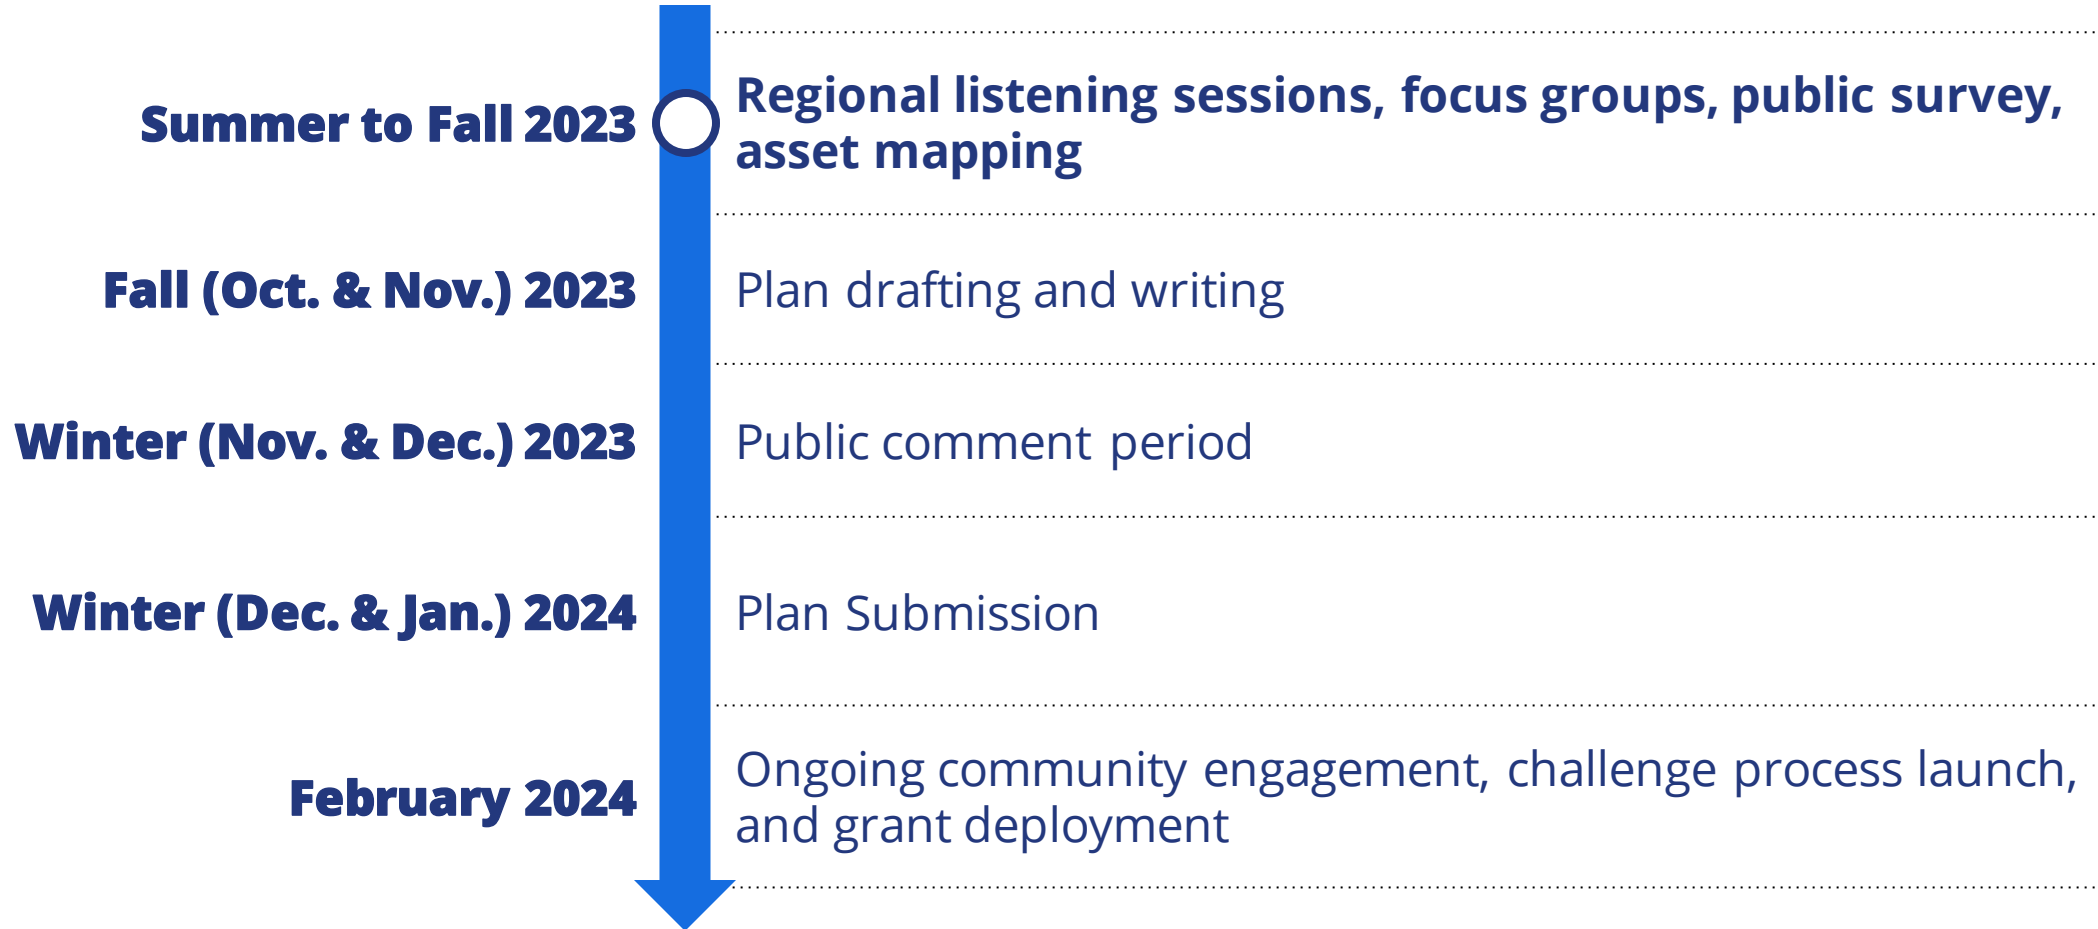 Summer to Fall 2023
Regional listening sessions, focus groups, public survey,
asset mapping
Fall (Oct. & Nov.) 2023
Plan drafting and writing
Winter (Nov. & Dec.) 2023
Public comment period
Winter (Dec. & Jan.) 2024
Plan Submission
February 2024
Ongoing community engagement, challenge process launch,
and grant deployment